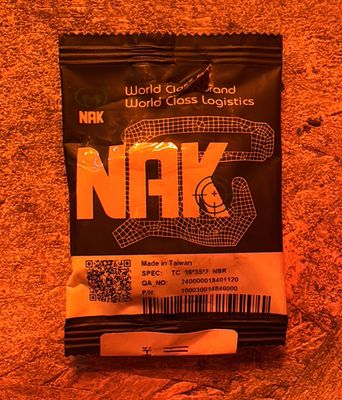 World Class Brand
World Class Logistics
NAK
NAK
Made in Taiwan
SPEC: TC 16*35*7 NBR
QA_NO: 740000018401120
P/N: 100030014840000